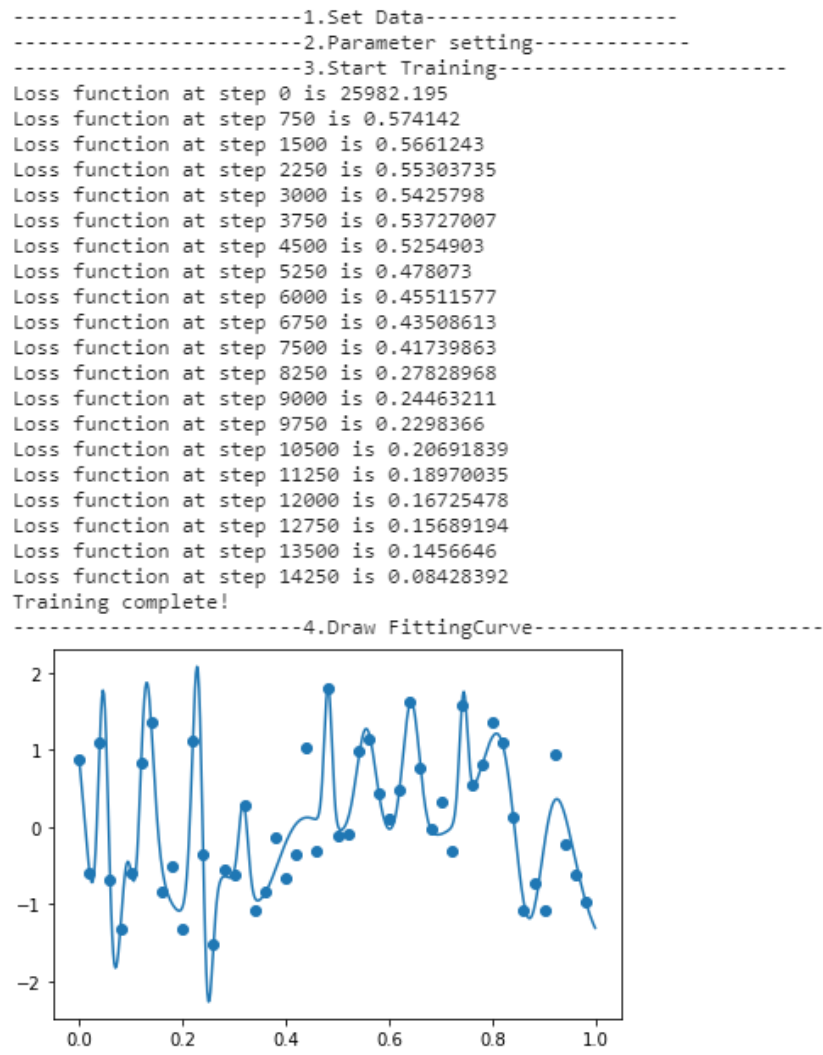 ------------------------1.Set Data---------------------
------------------------2.Parameter setting-------------
------------------------3.Start Training------------------------
Loss function at step 0 is 25982.195
Loss function at step 750 is 0.574142
Loss function at step 1500 is 0.5661243
Loss function at step 2250 is 0.55303735
Loss function at step 3000 is 0.5425798
Loss function at step 3750 is 0.53727007
Loss function at step 4500 is 0.5254903
Loss function at step 5250 is 0.478073
Loss function at step 6000 is 0.45511577
Loss function at step 6750 is 0.43508613
Loss function at step 7500 is 0.41739863
Loss function at step 8250 is 0.27828968
Loss function at step 9000 is 0.24463211
Loss function at step 9750 is 0.2298366
Loss function at step 10500 is 0.20691839
Loss function at step 11250 is 0.18970035
Loss function at step 12000 is 0.16725478
Loss function at step 12750 is 0.15689194
Loss function at step 13500 is 0.1456646
Loss function at step 14250 is 0.08428392
Training complete!
------------------------4.Draw FittingCurve------------------------
2
1
0
−1
−2
0.0 0.2 0.4 0.6 0.8 1.0